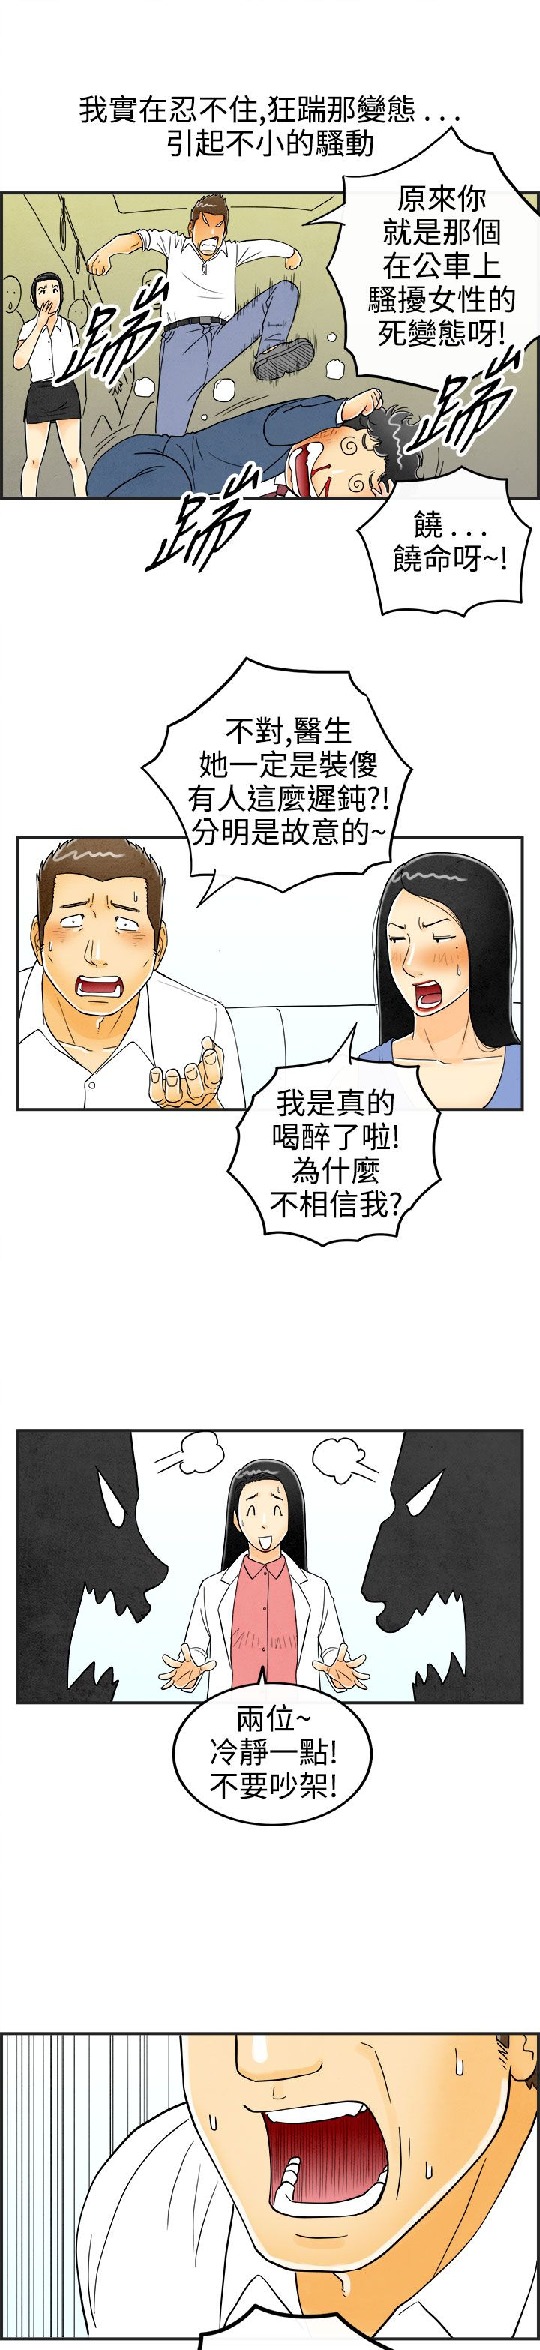 我實在忍不住,狂踹那變態...
引起不小的騷動
原來你
就是那個
在公車上
騷擾女性的
死變態呀!
踹
踹
踹
饒...
饒命呀~!
不對,醫生
她一定是裝傻
有人這麼遲鈍?!
分明是故意的~
我是真的
喝醉了啦!
為什麼
不相信我?
兩位~
冷靜一點!
不要吵架!